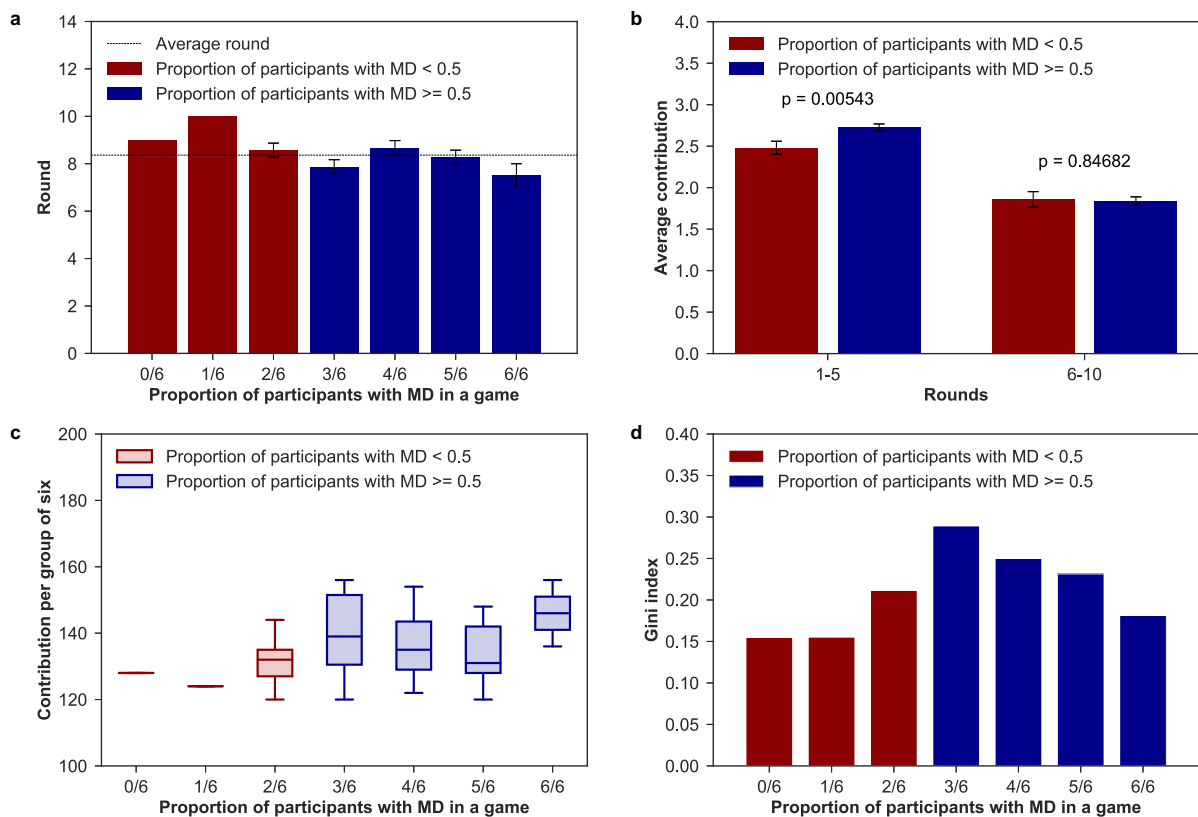 a
14
12
10
8
6
4
2
0
Round
Average round
Proportion of participants with MD < 0.5
Proportion of participants with MD >= 0.5
0/6 1/6 2/6 3/6 4/6 5/6 6/6
Proportion of participants with MD in a game
b
4.0
3.5
3.0
2.5
2.0
1.5
1.0
0.5
0.0
Average contribution
Proportion of participants with MD < 0.5
Proportion of participants with MD >= 0.5
p = 0.00543
p = 0.84682
1-5 6-10
Rounds
c
200
180
160
140
120
100
Contribution per group of six
Proportion of participants with MD < 0.5
Proportion of participants with MD >= 0.5
0/6 1/6 2/6 3/6 4/6 5/6 6/6
Proportion of participants with MD in a game
d
0.40
0.35
0.30
0.25
0.20
0.15
0.10
0.05
0.00
Gini index
Proportion of participants with MD < 0.5
Proportion of participants with MD >= 0.5
0/6 1/6 2/6 3/6 4/6 5/6 6/6
Proportion of participants with MD in a game